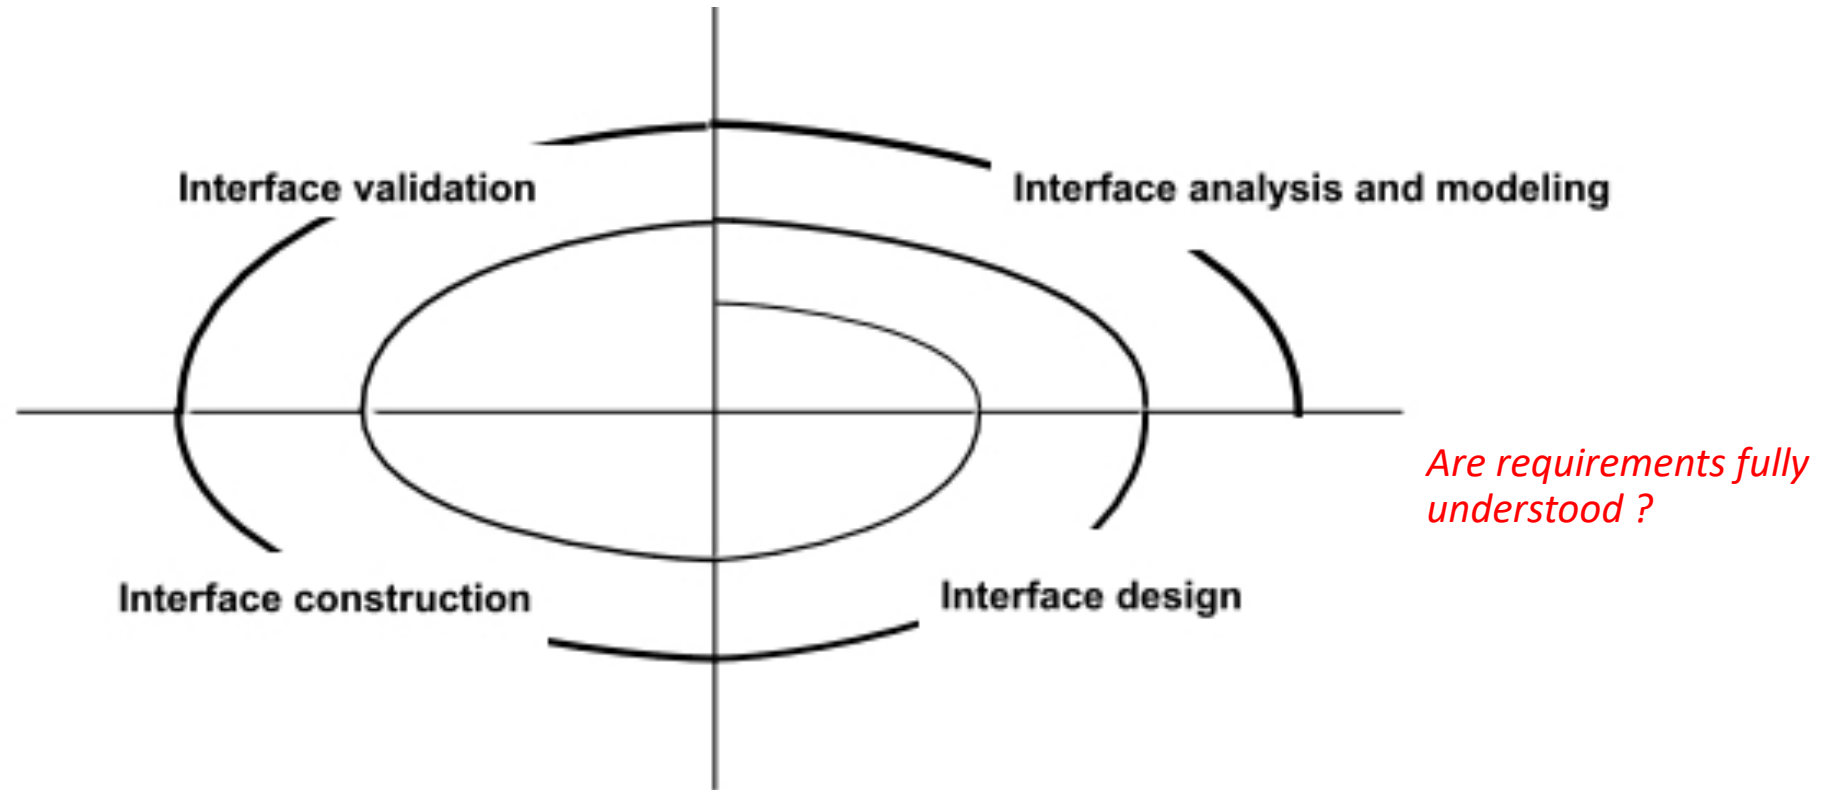 Interface validation
Interface analysis and modeling
Are requirements fully
understood ?
Interface construction
Interface design